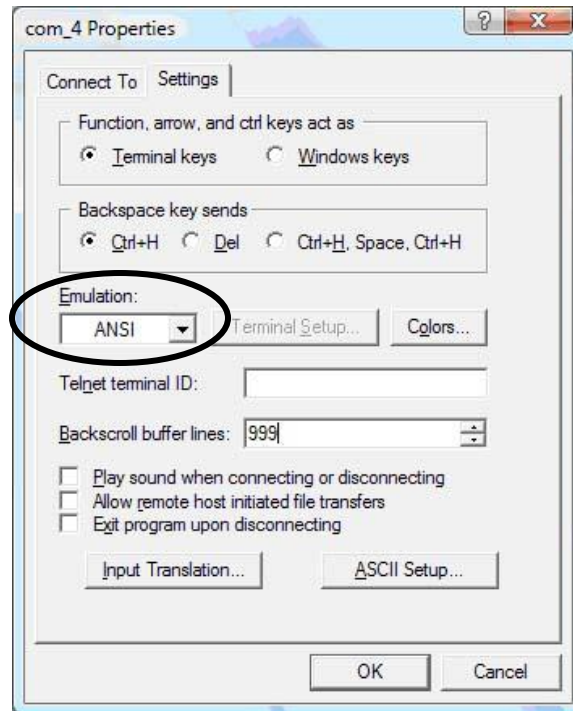 com_4 Properties
Connect To Settings
Function, arrow, and ctrl keys act as
Terminal keys Windows keys
Backspace key sends
Ctrl+H Del Ctrl+H, Space, Ctrl+H
Emulation:
ANSI Terminal Setup... Colors...
Telnet terminal ID:
Backscroll buffer lines: 999
Play sound when connecting or disconnecting
Allow remote host initiated file transfers
Exit program upon disconnecting
Input Translation... ASCII Setup...
OK Cancel